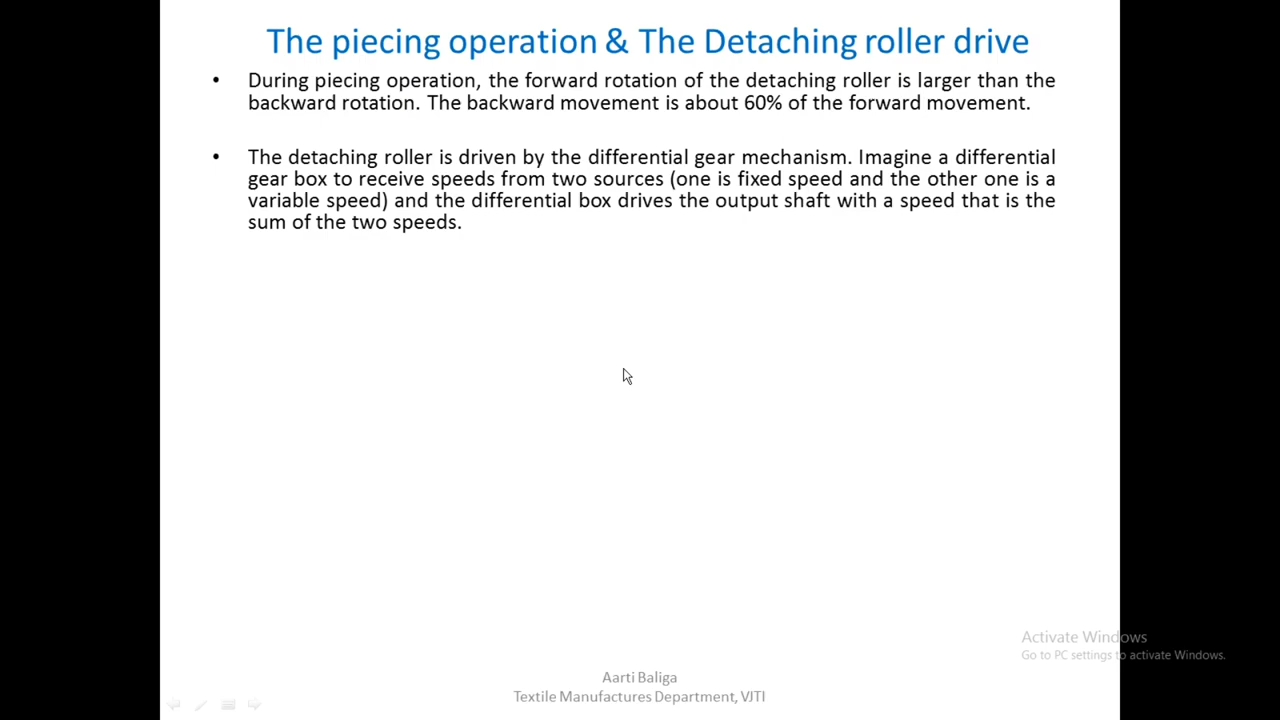 The piecing operation & The Detaching roller drive
• During piecing operation, the forward rotation of the detaching roller is larger than the
backward rotation. The backward movement is about 60% of the forward movement.
• The detaching roller is driven by the differential gear mechanism. Imagine a differential
gear box to receive speeds from two sources (one is fixed speed and the other one is a
variable speed) and the differential box drives the output shaft with a speed that is the
sum of the two speeds.
Activate Windows
Go to PC settings to activate Windows.
Aarti Baliga
Textile Manufactures Department, VJTI